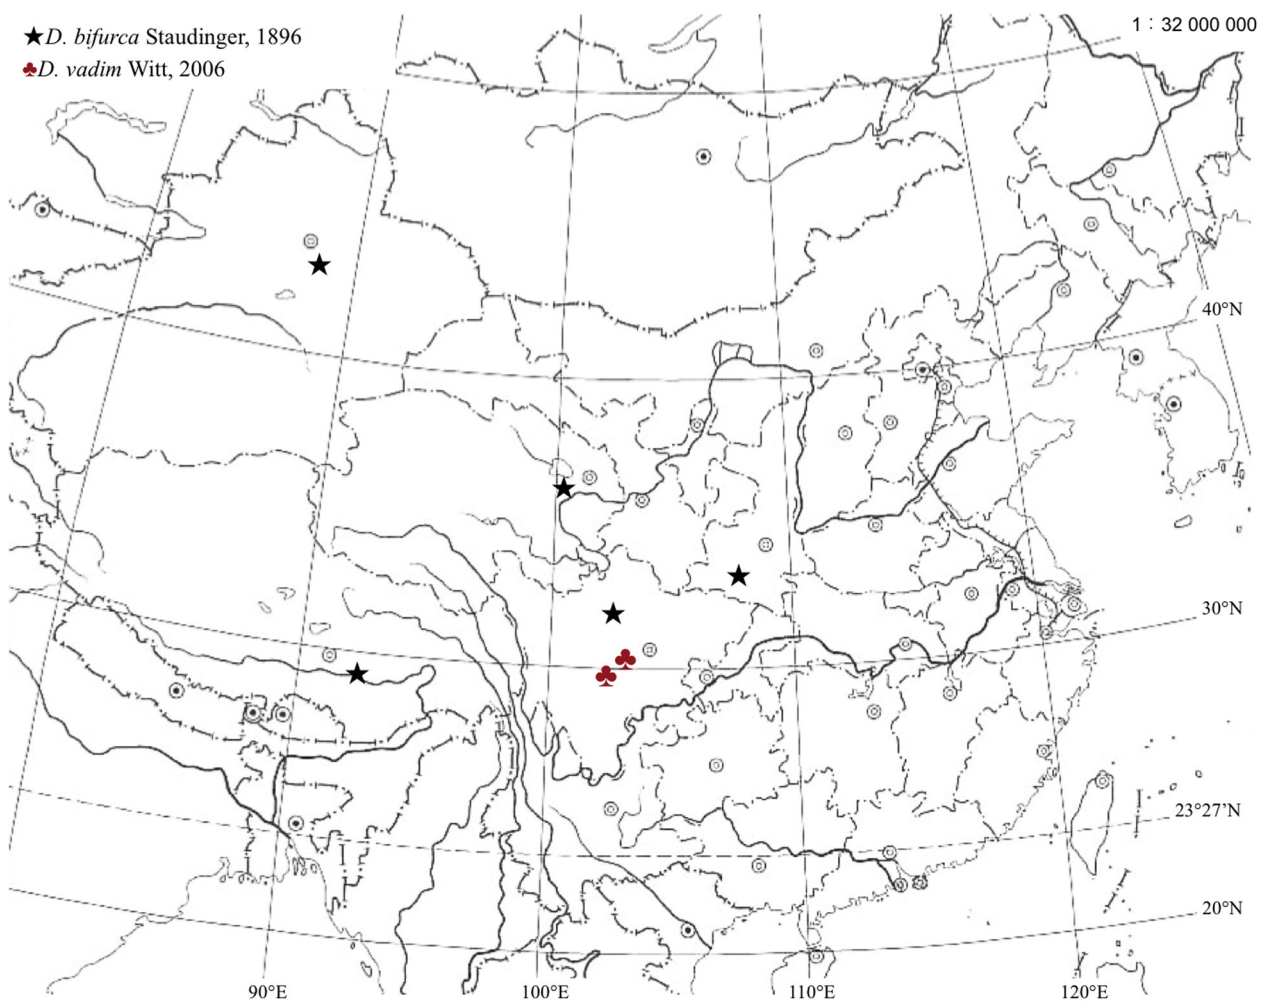 ★D. bifurca Staudinger, 1896
♣D. vadim Witt, 2006
1 : 32 000 000
40°N
30°N
23°27′N
20°N
90°E
100°E
110°E
120°E